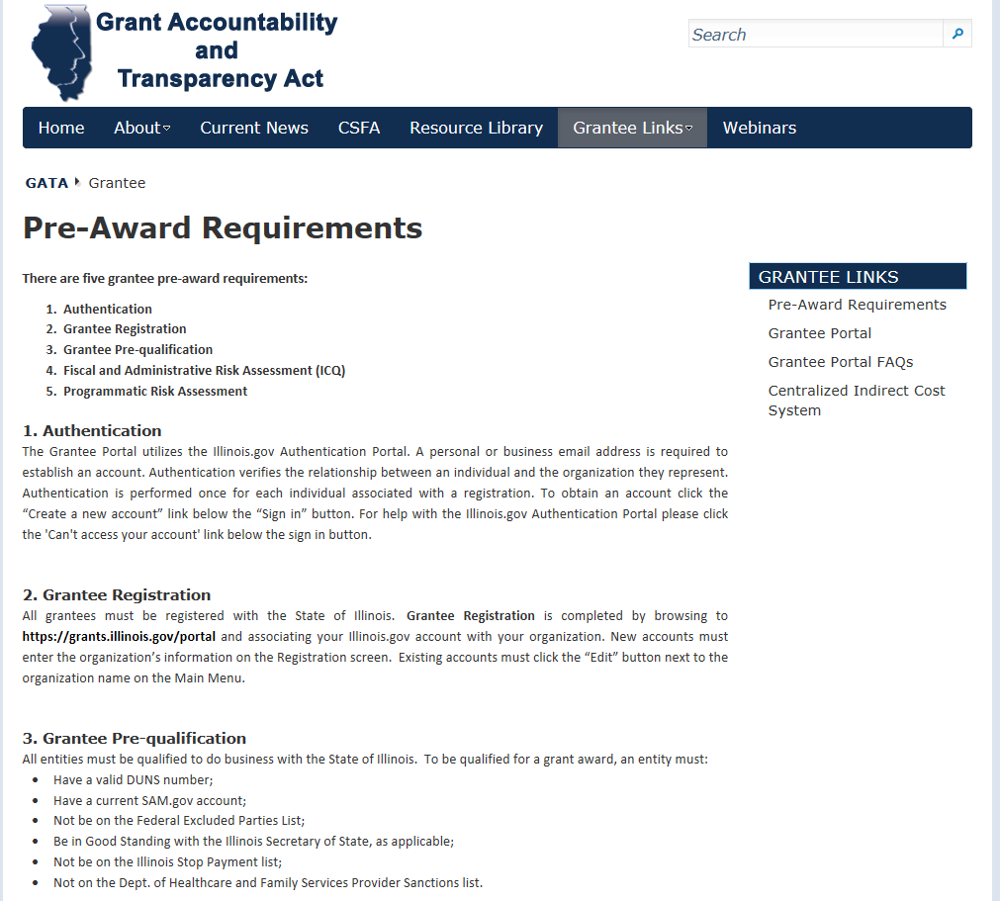 Grant Accountability
and
Transparency Act
Search
Home About Current News CSFA Resource Library Grantee Links Webinars
GATA Grantee
Pre-Award Requirements
There are five grantee pre-award requirements:
1. Authentication
2. Grantee Registration
3. Grantee Pre-qualification
4. Fiscal and Administrative Risk Assessment (ICQ)
5. Programmatic Risk Assessment
1. Authentication
The Grantee Portal utilizes the Illinois.gov Authentication Portal. A personal or business email address is required to
establish an account. Authentication verifies the relationship between an individual and the organization they represent.
Authentication is performed once for each individual associated with a registration. To obtain an account click the
“Create a new account” link below the “Sign in” button. For help with the Illinois.gov Authentication Portal please click
the 'Can't access your account' link below the sign in button.
2. Grantee Registration
All grantees must be registered with the State of Illinois. Grantee Registration is completed by browsing to
https://grants.illinois.gov/portal and associating your Illinois.gov account with your organization. New accounts must
enter the organization’s information on the Registration screen. Existing accounts must click the “Edit” button next to the
organization name on the Main Menu.
3. Grantee Pre-qualification
All entities must be qualified to do business with the State of Illinois. To be qualified for a grant award, an entity must:
• Have a valid DUNS number;
• Have a current SAM.gov account;
• Not be on the Federal Excluded Parties List;
• Be in Good Standing with the Illinois Secretary of State, as applicable;
• Not be on the Illinois Stop Payment list;
• Not on the Dept. of Healthcare and Family Services Provider Sanctions list.
GRANTEE LINKS
Pre-Award Requirements
Grantee Portal
Grantee Portal FAQs
Centralized Indirect Cost
System